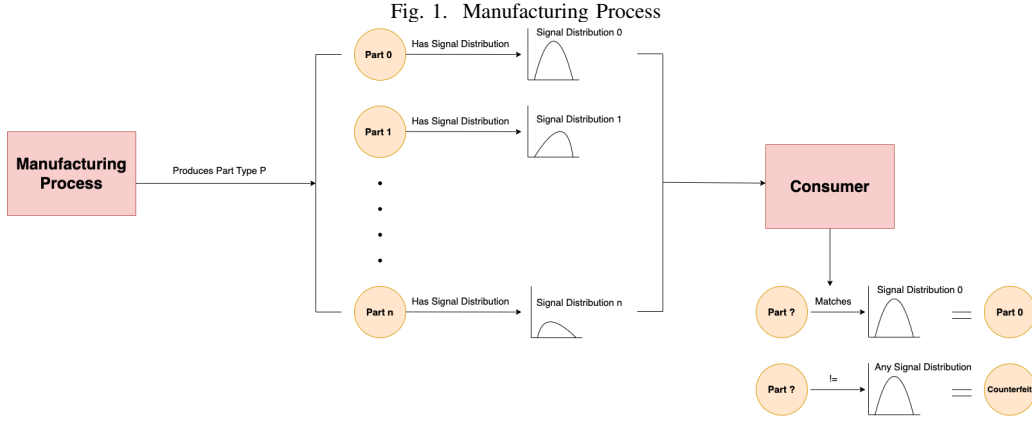 Fig. 1. Manufacturing Process
Part 0
Has Signal Distribution
Signal Distribution 0
Part 1
Has Signal Distribution
Signal Distribution 1
Manufacturing
Process
Produces Part Type P
Consumer
Part n
Has Signal Distribution
Signal Distribution n
Part ?
Matches
Signal Distribution 0
Part 0
Part ?
!=
Any Signal Distribution
Counterfeit